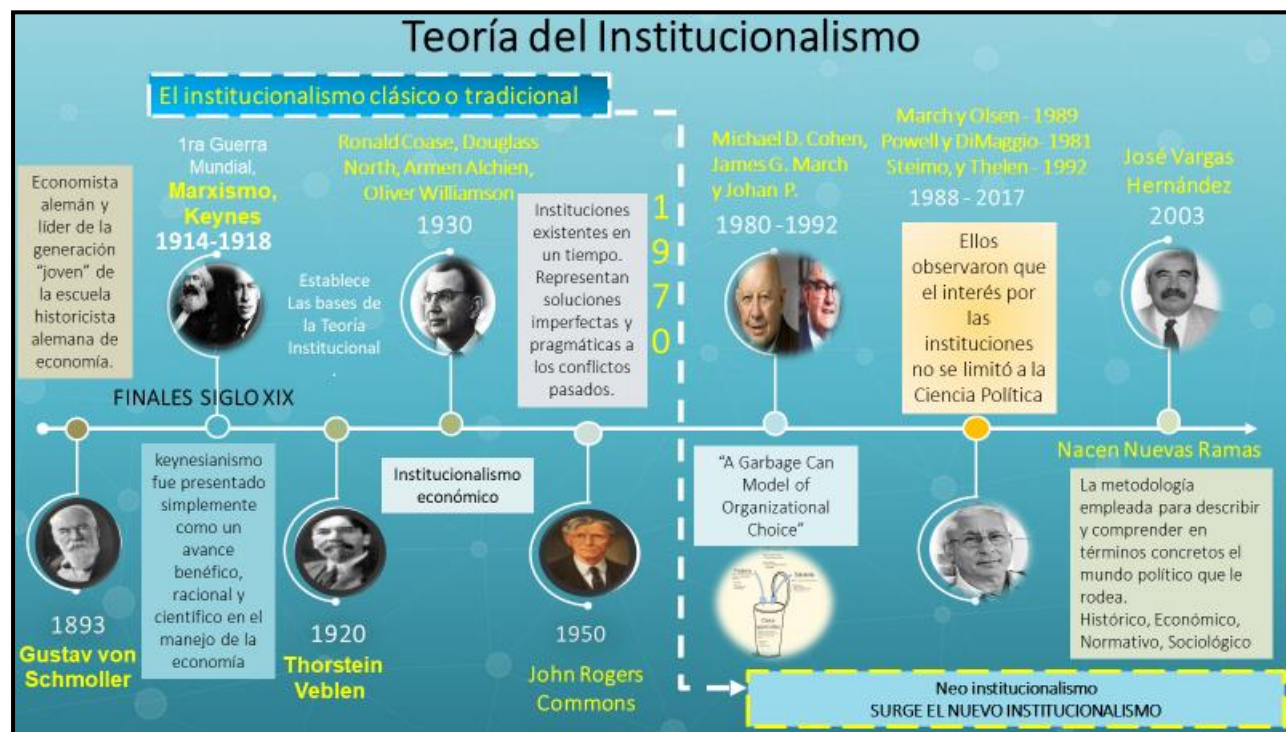 Teoría del Institucionalismo
El institucionalismo clásico o tradicional
Economista
alemán y
líder de la
generación
"joven" de
la escuela
historicista
alemana de
economía.
1ra Guerra
Mundial,
Marxismo,
Keynes
1914-1918
Establece
Las bases de
la Teoría
Institucional
Ronald Coase, Douglass
North, Armen Alchien,
Oliver Williamson
1930
Instituciones
existentes en
un tiempo.
Representan
soluciones
imperfectas y
pragmáticas a
los conflictos
pasados.
1
9
7
0
Michael D. Cohen,
James G. March
y Johan P.
1980 -1992
March y Olsen - 1989
Powell y DiMaggio- 1981
Steimo, y Thelen - 1992
1988 - 2017
Ellos
observaron que
el interés por
las
instituciones
no se limitó a la
Ciencia Política
José Vargas
Hernández
2003
FINALES SIGLO XIX
1893
Gustav von
Schmoller
keynesianismo
fue presentado
simplemente
como un
avance
benéfico,
racional y
científico en el
manejo de la
economía
1920
Thorstein
Veblen
Institucionalismo
económico
1950
John Rogers
Commons
"A Garbage Can
Model of
Organizational
Choice"
Nacen Nuevas Ramas
La metodología
empleada para describir
y comprender en
términos concretos el
mundo político que le
rodea.
Histórico, Económico,
Normativo, Sociológico
Neo institucionalismo
SURGE EL NUEVO INSTITUCIONALISMO